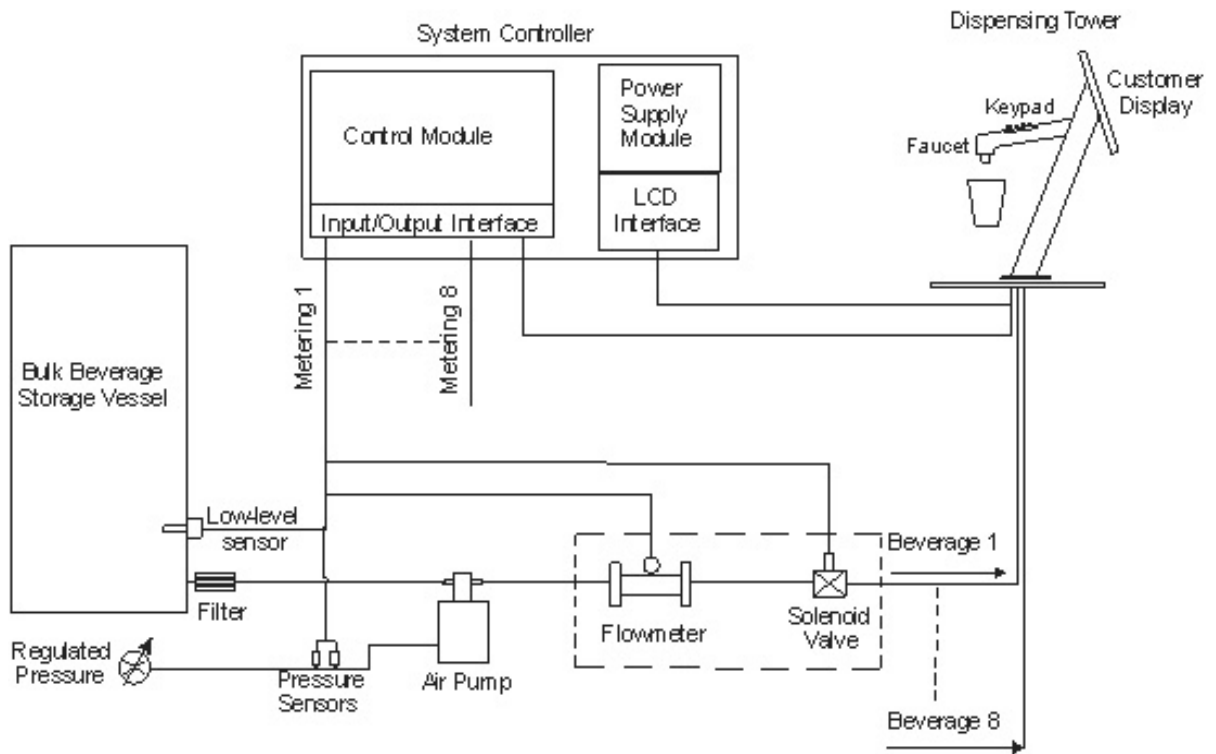 Dispensing Tower
System Controller
Customer
Display
Power
Supply
Module
Keypad
Control Module
Faucet
LCD
Interface
Input/Output Interface
Metering 1
Metering 8
Bulk Beverage
Storage Vessel
Low-level
sensor
Beverage 1
Filter
Solenoid
Valve
Flowmeter
Regulated
Pressure
Pressure
Sensors
Air Pump
Beverage 8